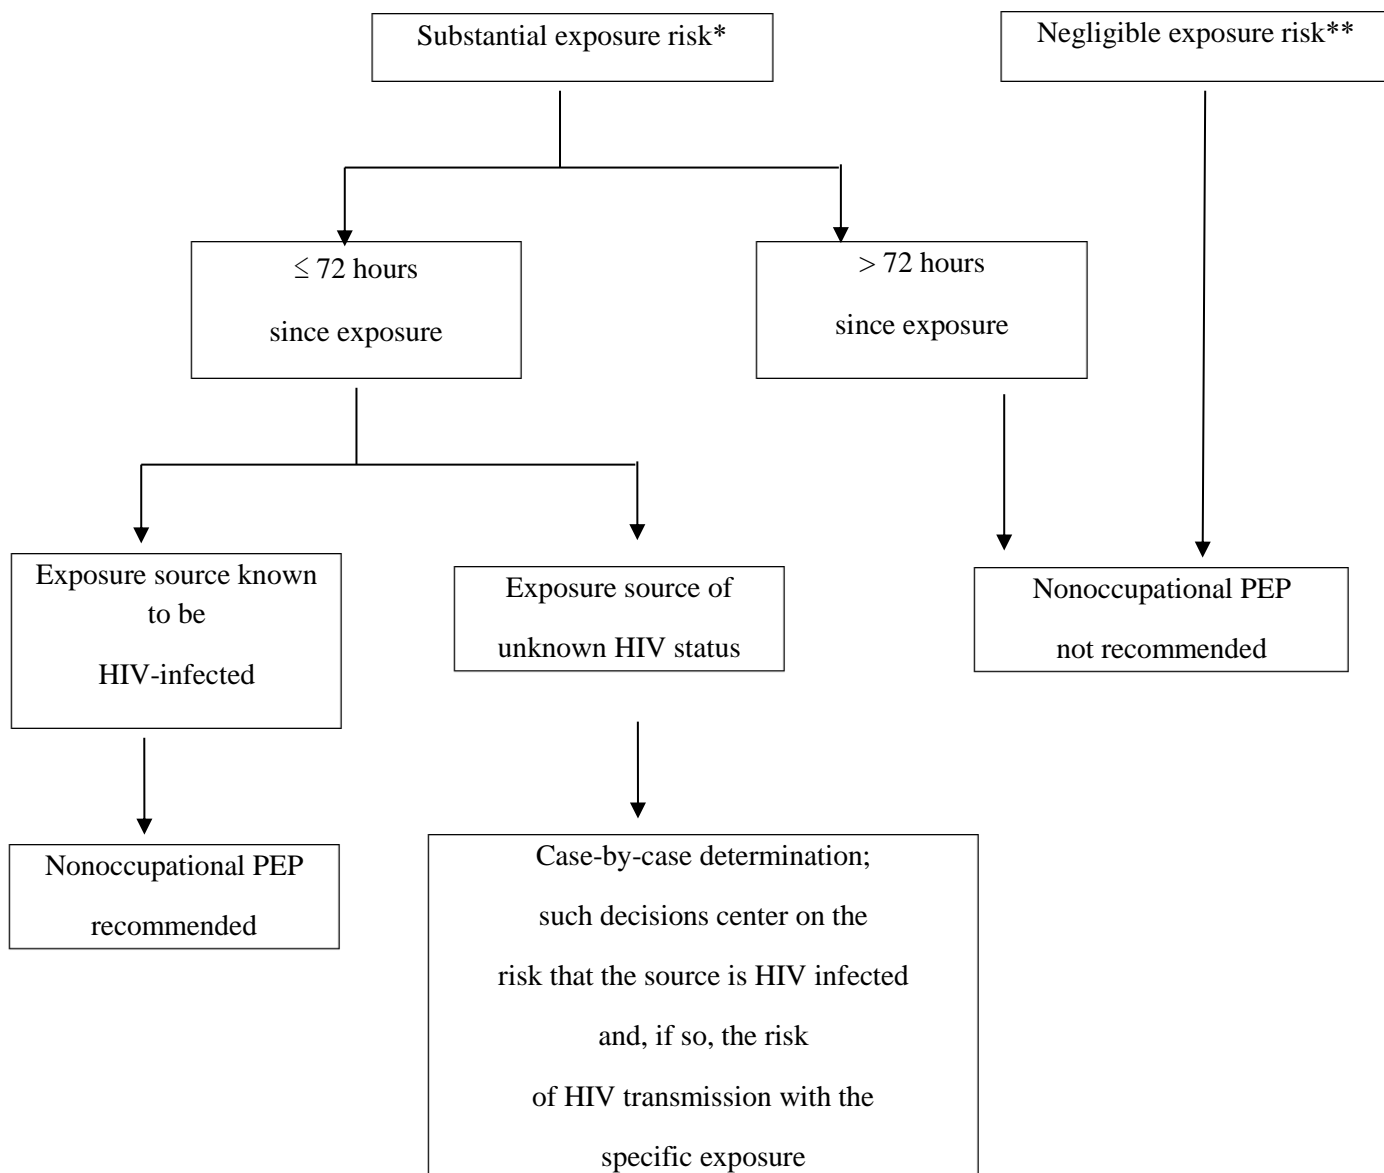 Substantial exposure risk*
Negligible exposure risk**
≤ 72 hours
since exposure
> 72 hours
since exposure
Exposure source known
to be
HIV-infected
Exposure source of
unknown HIV status
Nonoccupational PEP
not recommended
Nonoccupational PEP
recommended
Case-by-case determination;
such decisions center on the
risk that the source is HIV infected
and, if so, the risk
of HIV transmission with the
specific exposure